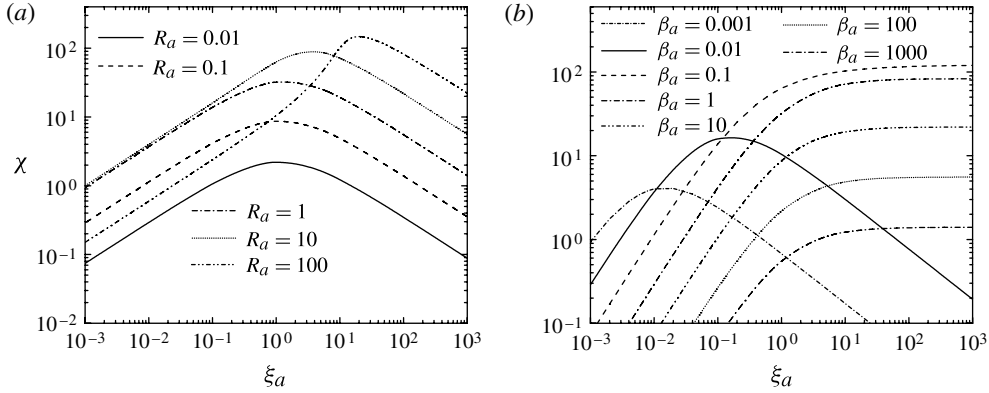 (a)
10^2
R_a = 0.01
R_a = 0.1
10^1
χ
10^0
R_a = 1
R_a = 10
10^-1
R_a = 100
10^-2
10^-3 10^-2 10^-1 10^0 10^1 10^2 10^3
ξ_a
(b)
β_a = 0.001
β_a = 100
β_a = 0.01
β_a = 1000
10^2
β_a = 0.1
β_a = 1
β_a = 10
10^1
10^0
10^-1
10^-3 10^-2 10^-1 10^0 10^1 10^2 10^3
ξ_a